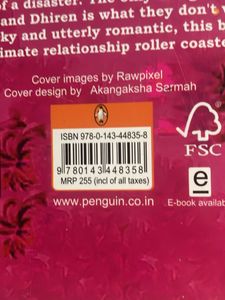 of a disaster. The only
and Dhiren is what they don't
ky and utterly romantic, this b
imate relationship roller coaste
Cover images by Rawpixel
Cover design by Akangaksha Sarmah
ISBN 978-0-143-44835-8
9 780143 448358
MRP 255 (incl of all taxes)
FSC
e
www.penguin.co.in
E-book availab